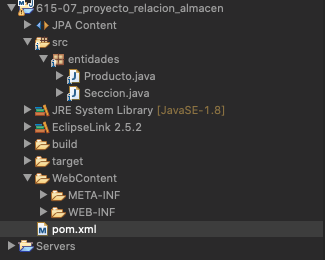 615-07_proyecto_relacion_almacen
JPA Content
src
entidades
Producto.java
Seccion.java
JRE System Library [JavaSE-1.8]
EclipseLink 2.5.2
build
target
WebContent
META-INF
WEB-INF
pom.xml
Servers